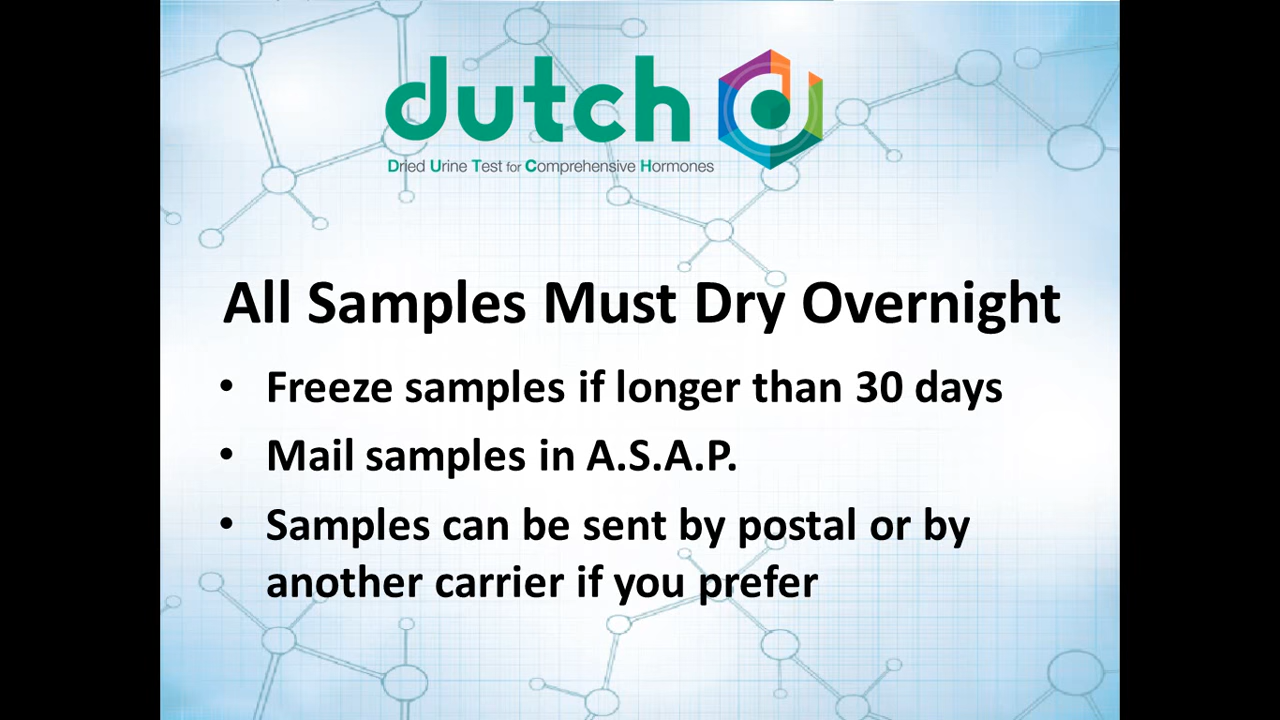 dutch
Dried Urine Test for Comprehensive Hormones
All Samples Must Dry Overnight
• Freeze samples if longer than 30 days
• Mail samples in A.S.A.P.
• Samples can be sent by postal or by
another carrier if you prefer